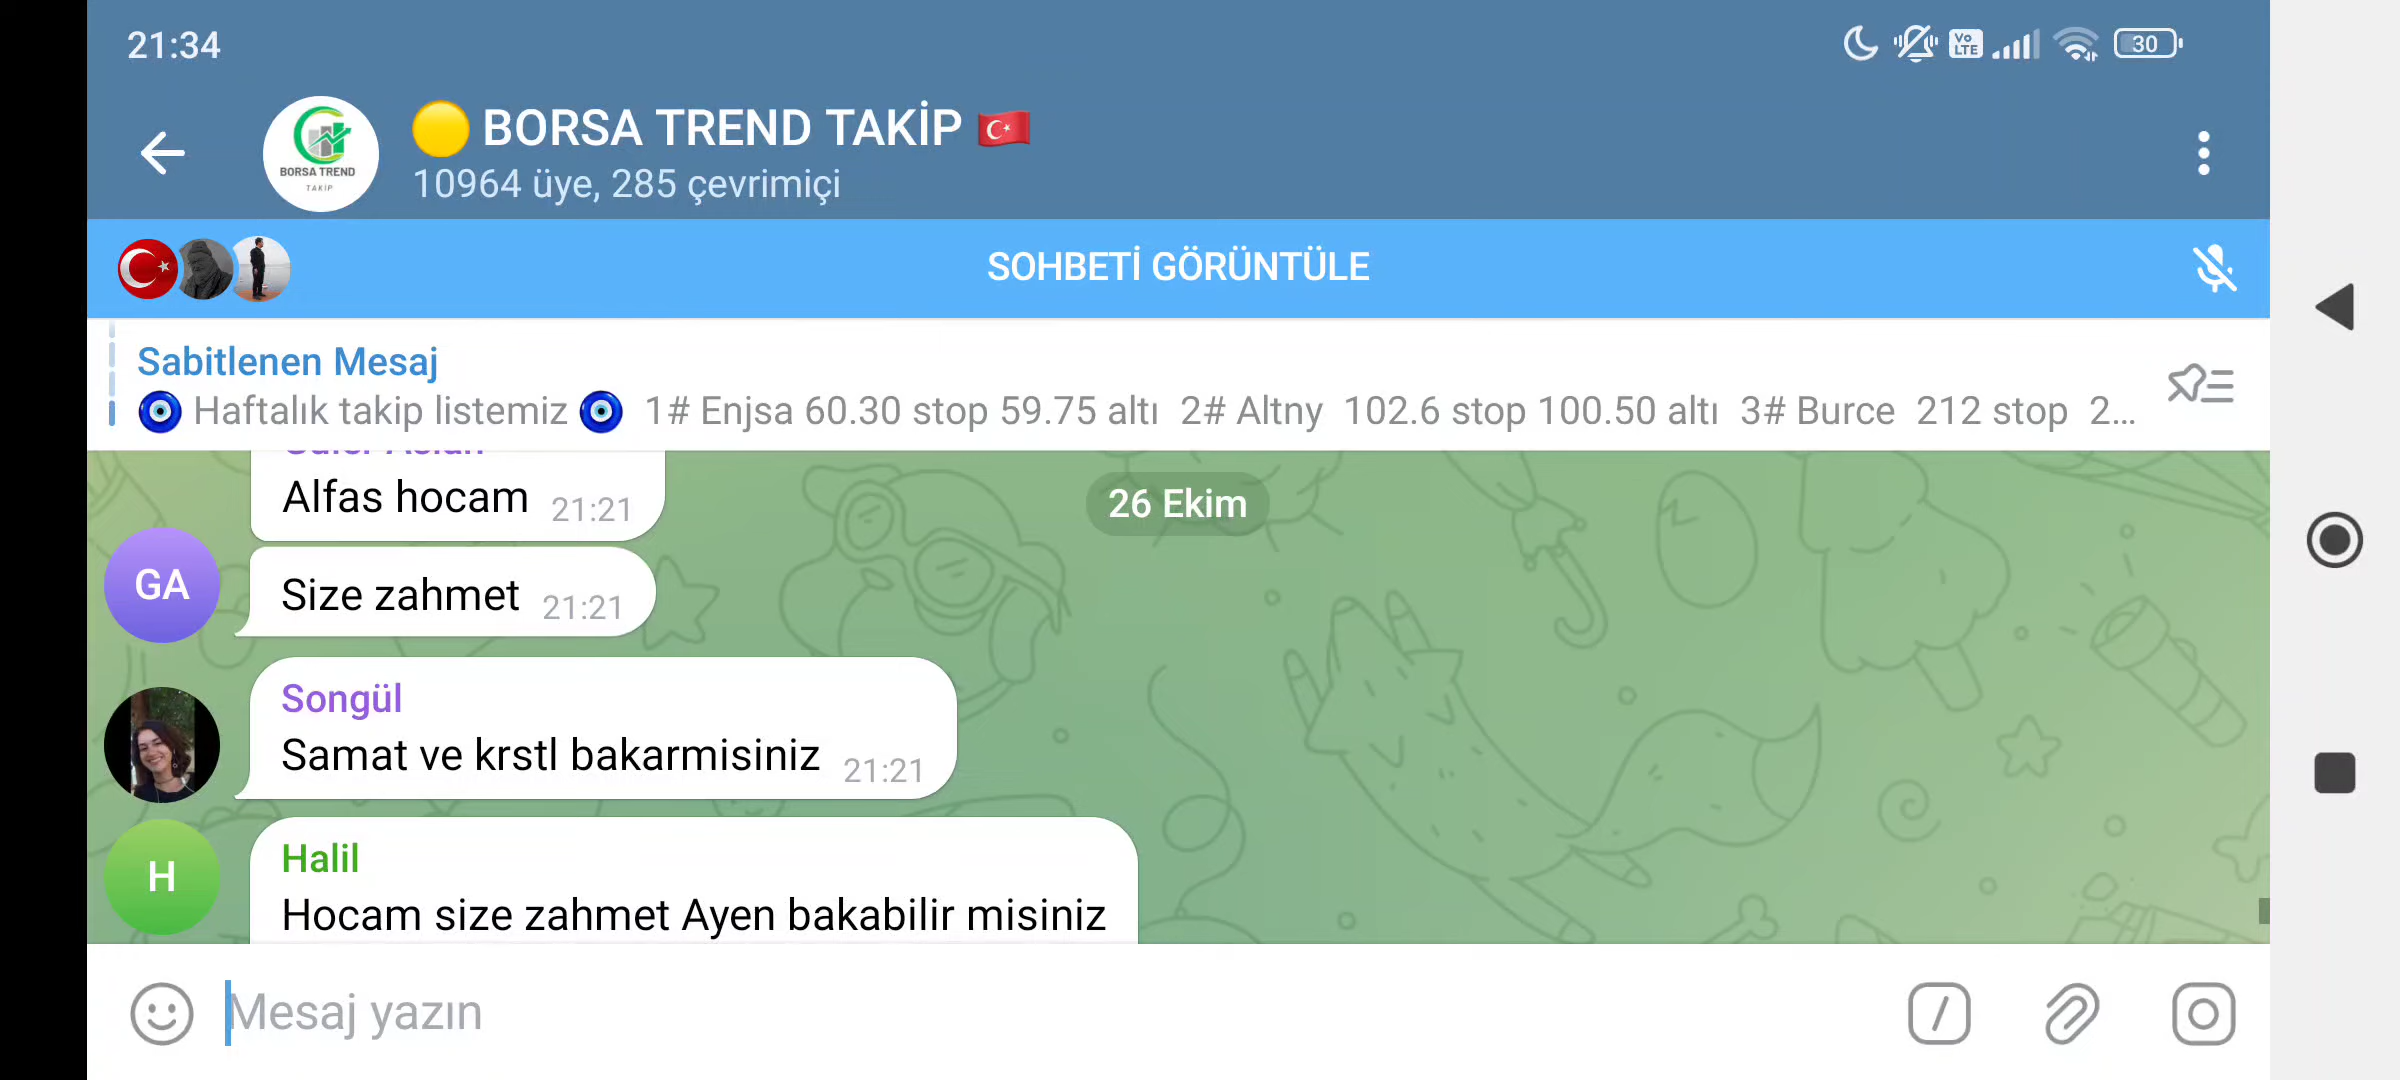 21:34
Vo LTE
30
BORSA TREND TAKİP
BORSA TREND
TAKİP
10964 üye, 285 çevrimiçi
SOHBETİ GÖRÜNTÜLE
Sabitlenen Mesaj
Haftalık takip listemiz 1# Enjsa 60.30 stop 59.75 altı 2# Altny 102.6 stop 100.50 altı 3# Burce 212 stop 2...
26 Ekim
Alfas hocam 21:21
GA
Size zahmet 21:21
Songül
Samat ve krstl bakarmisiniz 21:21
H
Halil
Hocam size zahmet Ayen bakabilir misiniz
Mesaj yazın